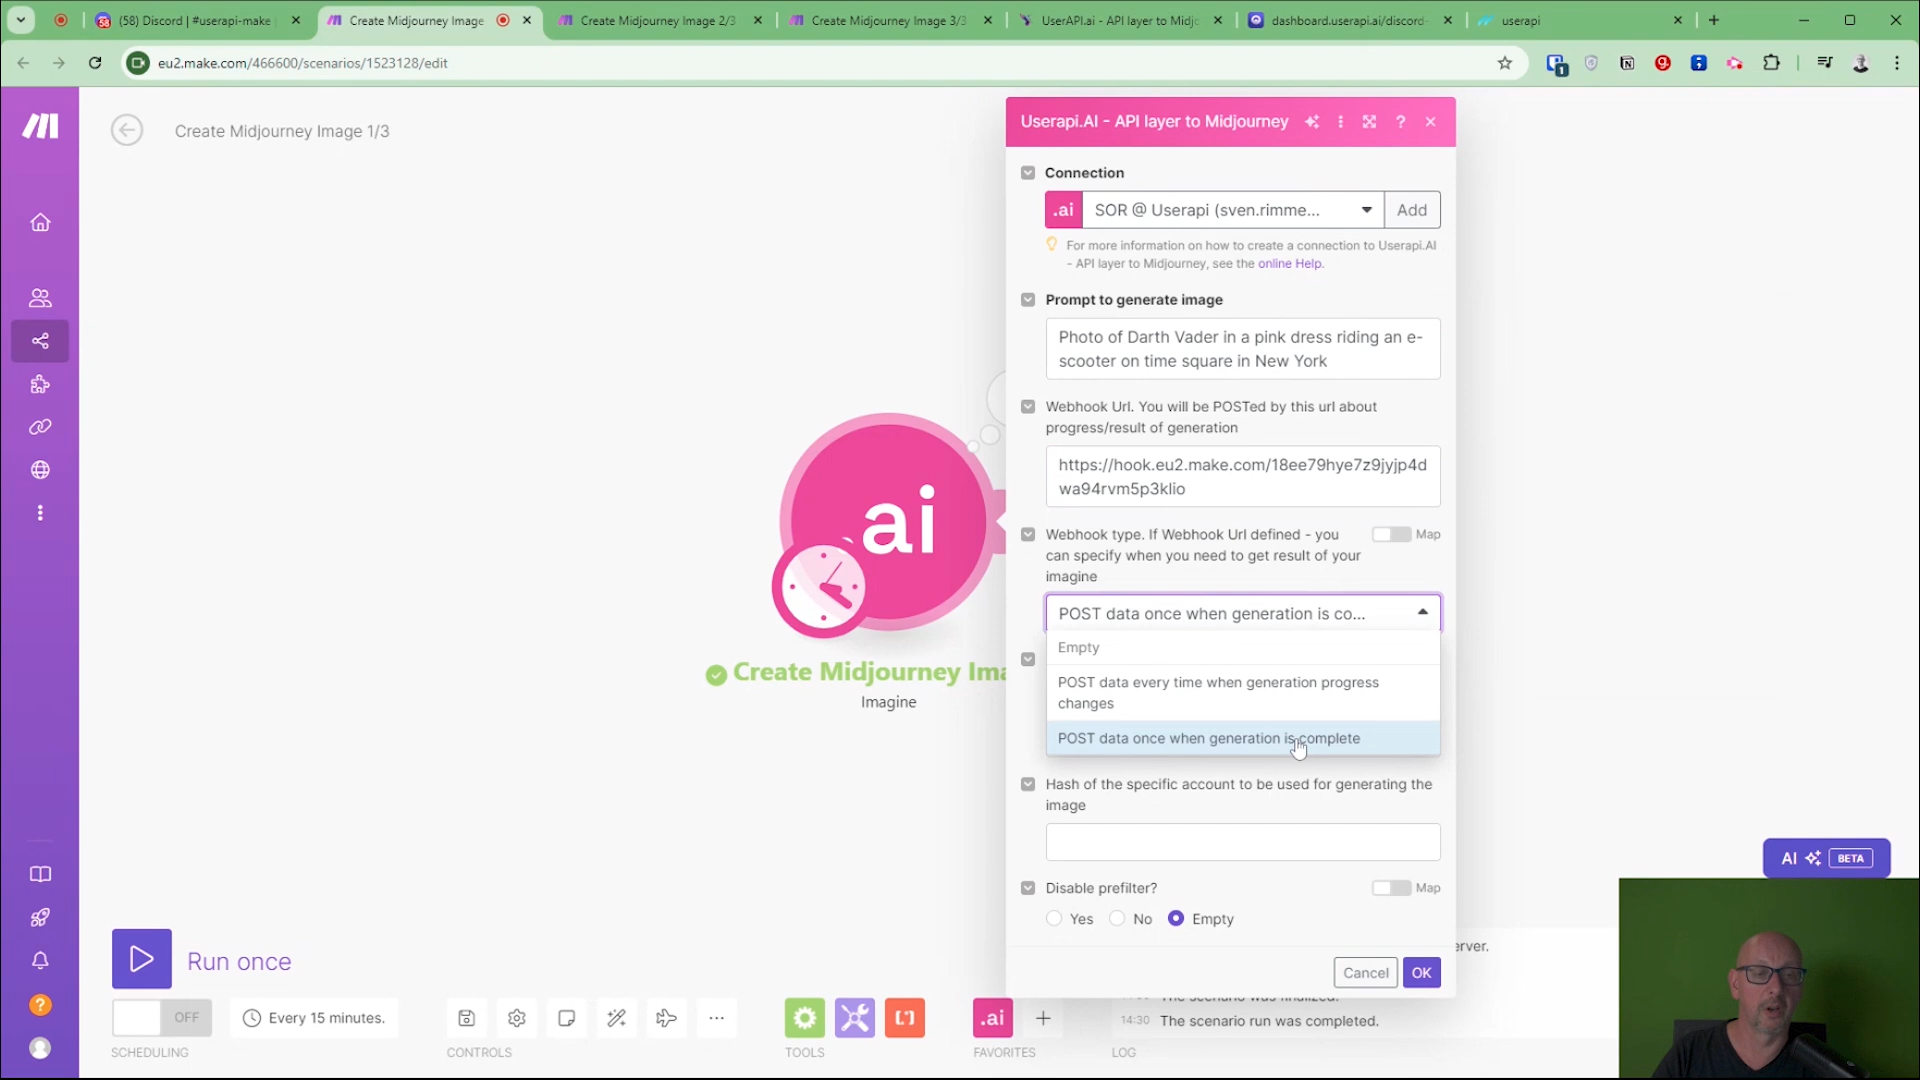 58
(58) Discord | #userapi-make
Create Midjourney Image
Create Midjourney Image 2/3
Create Midjourney Image 3/3
UserAPI.ai - API layer to Midjo
dashboard.userapi.ai/discord-
userapi
eu2.make.com/466600/scenarios/1523128/edit
1
Create Midjourney Image 1/3
Userapi.AI - API layer to Midjourney
?
Connection
.ai
SOR @ Userapi (sven.rimme...
Add
For more information on how to create a connection to Userapi.AI
- API layer to Midjourney, see the online Help.
Prompt to generate image
Photo of Darth Vader in a pink dress riding an e-
scooter on time square in New York
Webhook Url. You will be POSTed by this url about
progress/result of generation
https://hook.eu2.make.com/18ee79hye7z9jyjp4d
wa94rvm5p3klio
Webhook type. If Webhook Url defined - you
can specify when you need to get result of your
imagine
Map
POST data once when generation is co...
Empty
POST data every time when generation progress
changes
POST data once when generation is complete
Hash of the specific account to be used for generating the
image
Disable prefilter?
Map
Yes
No
Empty
Cancel
OK
ai
Create Midjourney Ima
Imagine
AI
BETA
Run once
OFF
Every 15 minutes.
SCHEDULING
CONTROLS
TOOLS
.ai
FAVORITES
erver.
The scenario was finalized.
14:30 The scenario run was completed.
LOG
?